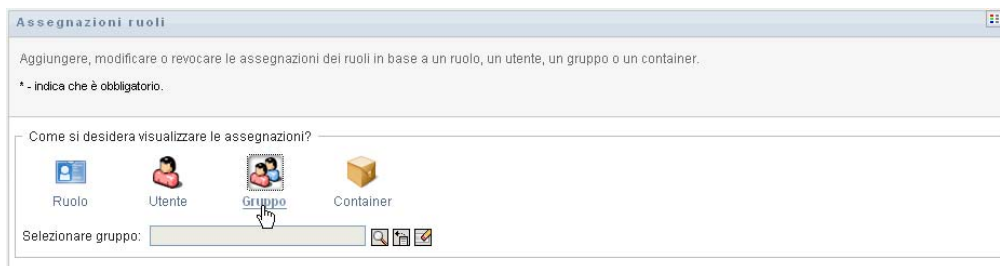 Assegnazioni ruoli
Aggiungere, modificare o revocare le assegnazioni dei ruoli in base a un ruolo, un utente, un gruppo o un container.
* - indica che è obbligatorio.
Come si desidera visualizzare le assegnazioni?
Ruolo Utente Gruppo Container
Selezionare gruppo: